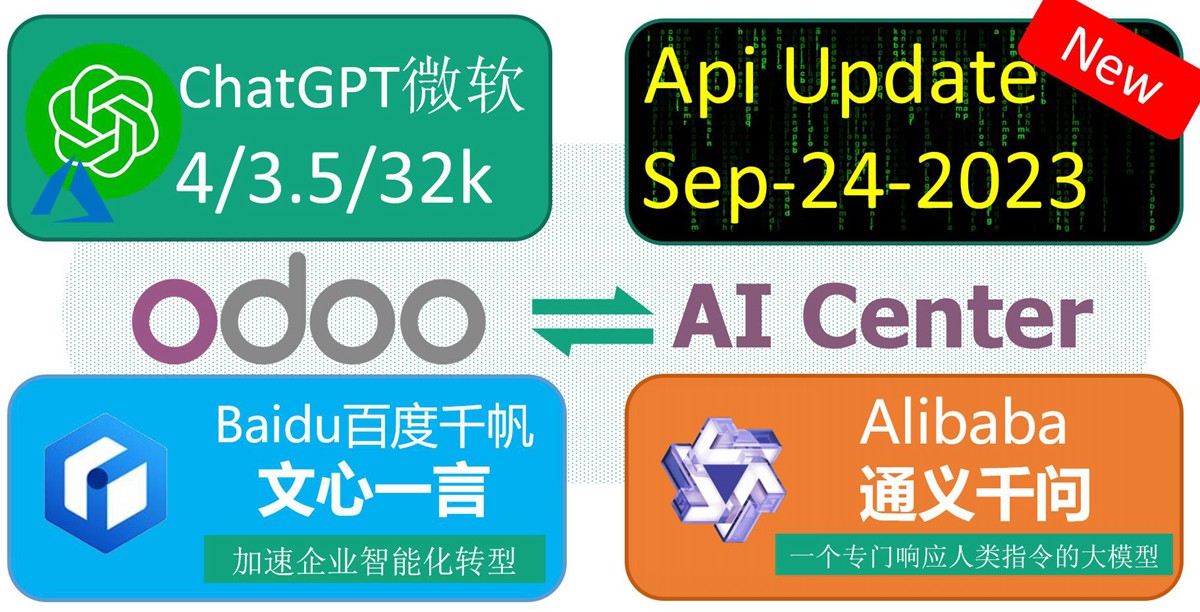 ChatGPT微软
4/3.5/32k
Api Update
Sep-24-2023
New
odoo
AI Center
Baidu百度千帆
文心一言
加速企业智能化转型
Alibaba
通义千问
一个专门响应人类指令的大模型